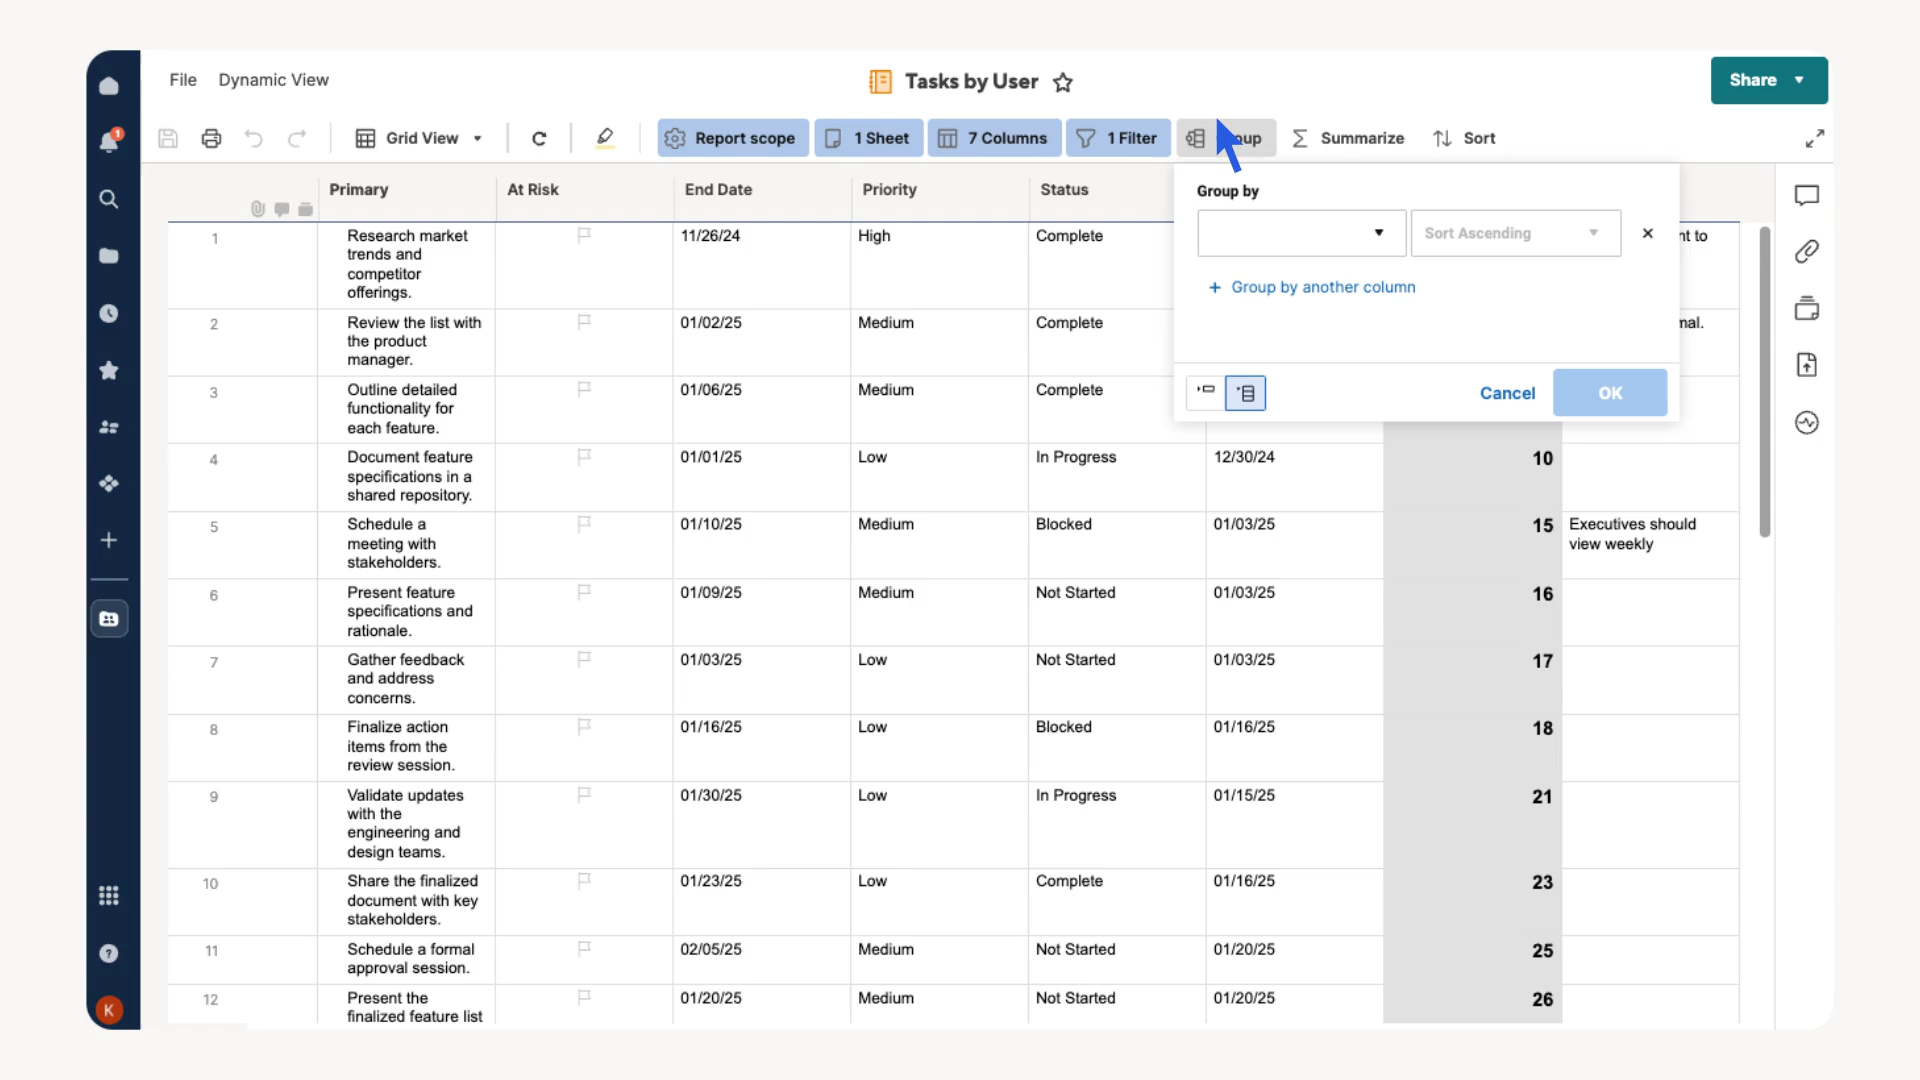 File Dynamic View Tasks by User Share
1
Grid View Report scope 1 Sheet 7 Columns 1 Filter Summarize Sort
Primary At Risk End Date Priority Status
Group by
Sort Ascending
+ Group by another column
Cancel OK
1 Research market 11/26/24 High Complete
trends and
competitor
offerings.
2 Review the list with 01/02/25 Medium Complete
the product
manager.
3 Outline detailed 01/06/25 Medium Complete
functionality for
each feature.
4 Document feature 01/01/25 Low In Progress 12/30/24 10
specifications in a
shared repository.
5 Schedule a 01/10/25 Medium Blocked 01/03/25 15 Executives should
meeting with view weekly
stakeholders.
6 Present feature 01/09/25 Medium Not Started 01/03/25 16
specifications and
rationale.
7 Gather feedback 01/03/25 Low Not Started 01/03/25 17
and address
concerns.
8 Finalize action 01/16/25 Low Blocked 01/16/25 18
items from the
review session.
9 Validate updates 01/30/25 Low In Progress 01/15/25 21
with the
engineering and
design teams.
10 Share the finalized 01/23/25 Low Complete 01/16/25 23
document with key
stakeholders.
11 Schedule a formal 02/05/25 Medium Not Started 01/20/25 25
approval session.
12 Present the 01/20/25 Medium Not Started 01/20/25 26
finalized feature list
K